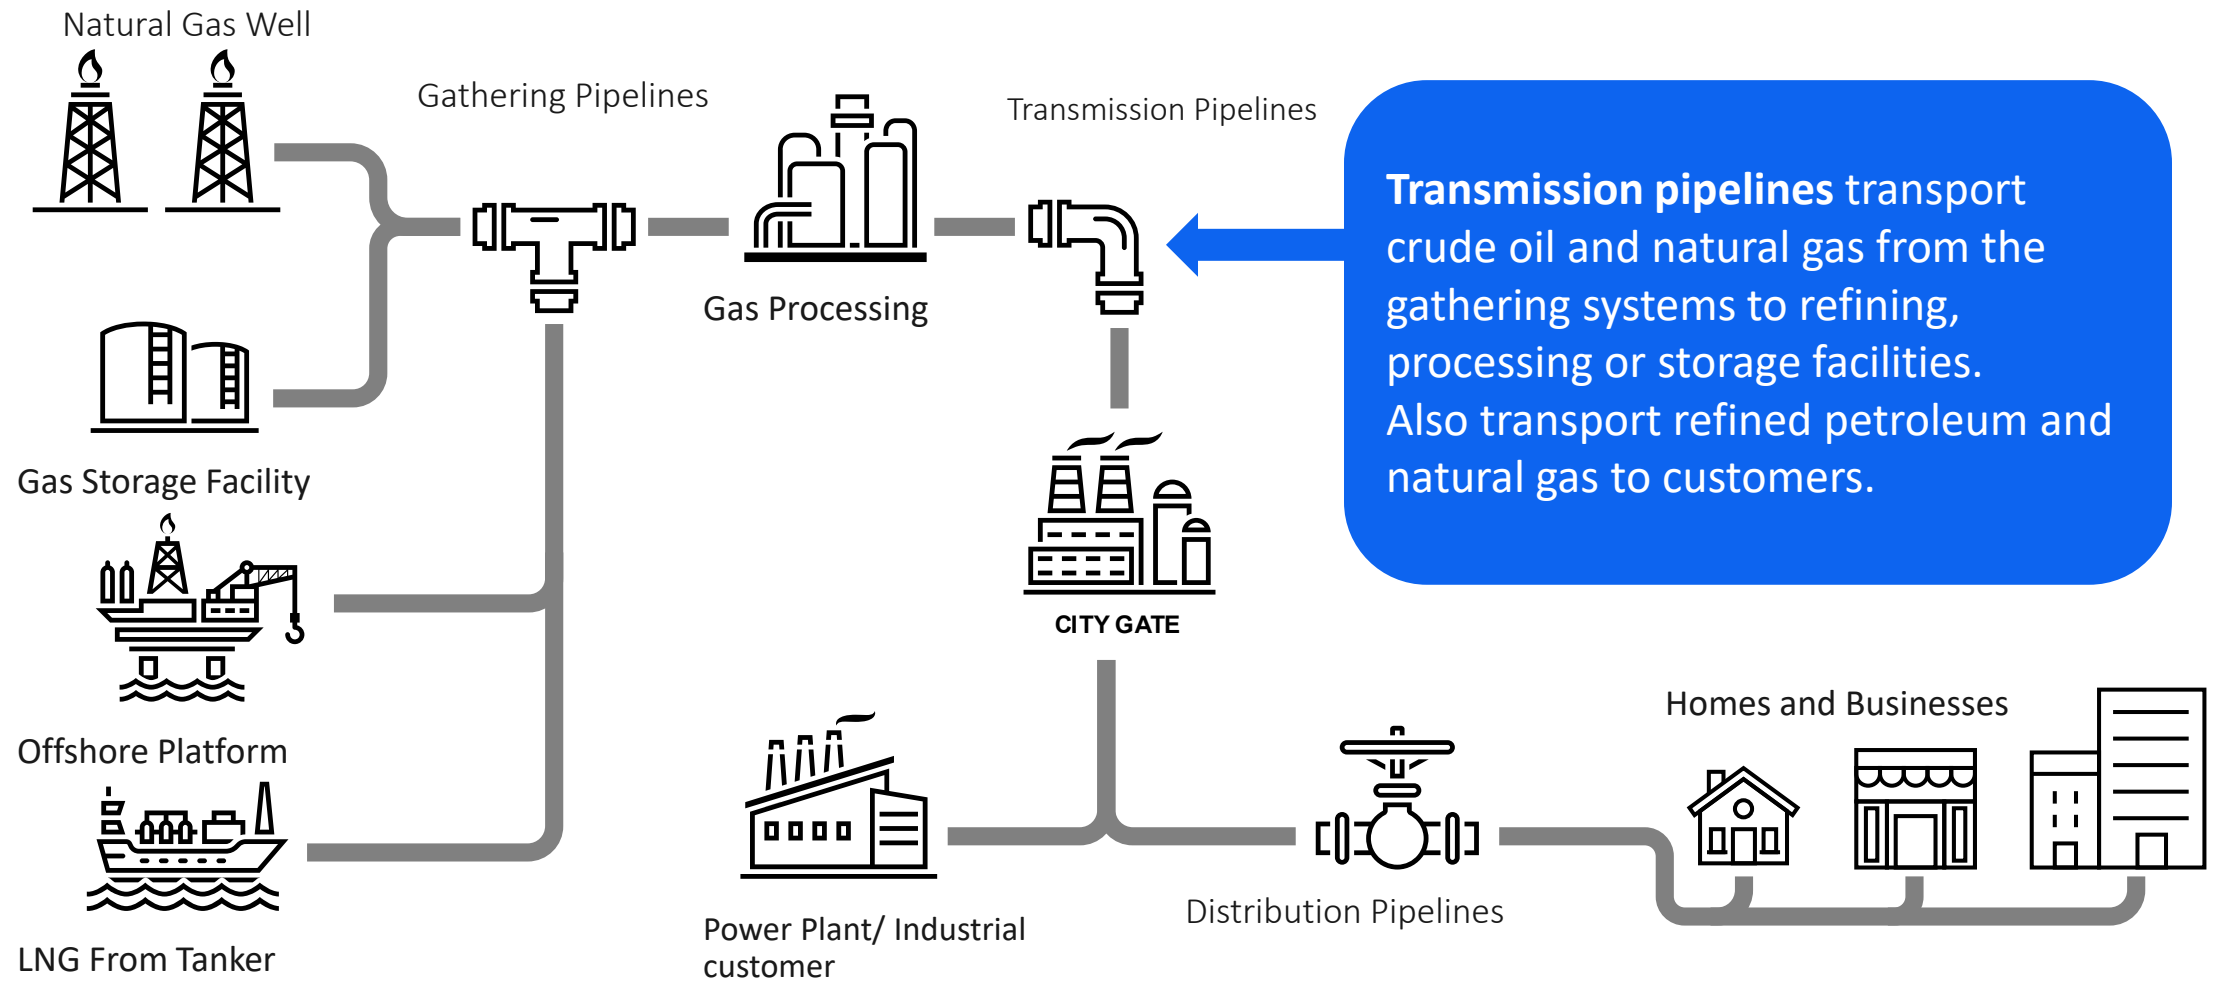 Natural Gas Well
Gathering Pipelines
Transmission Pipelines
Transmission pipelines transport
crude oil and natural gas from the
gathering systems to refining,
processing or storage facilities.
Also transport refined petroleum and
natural gas to customers.
Gas Processing
Gas Storage Facility
CITY GATE
Offshore Platform
Homes and Businesses
Distribution Pipelines
Power Plant/ Industrial
customer
LNG From Tanker